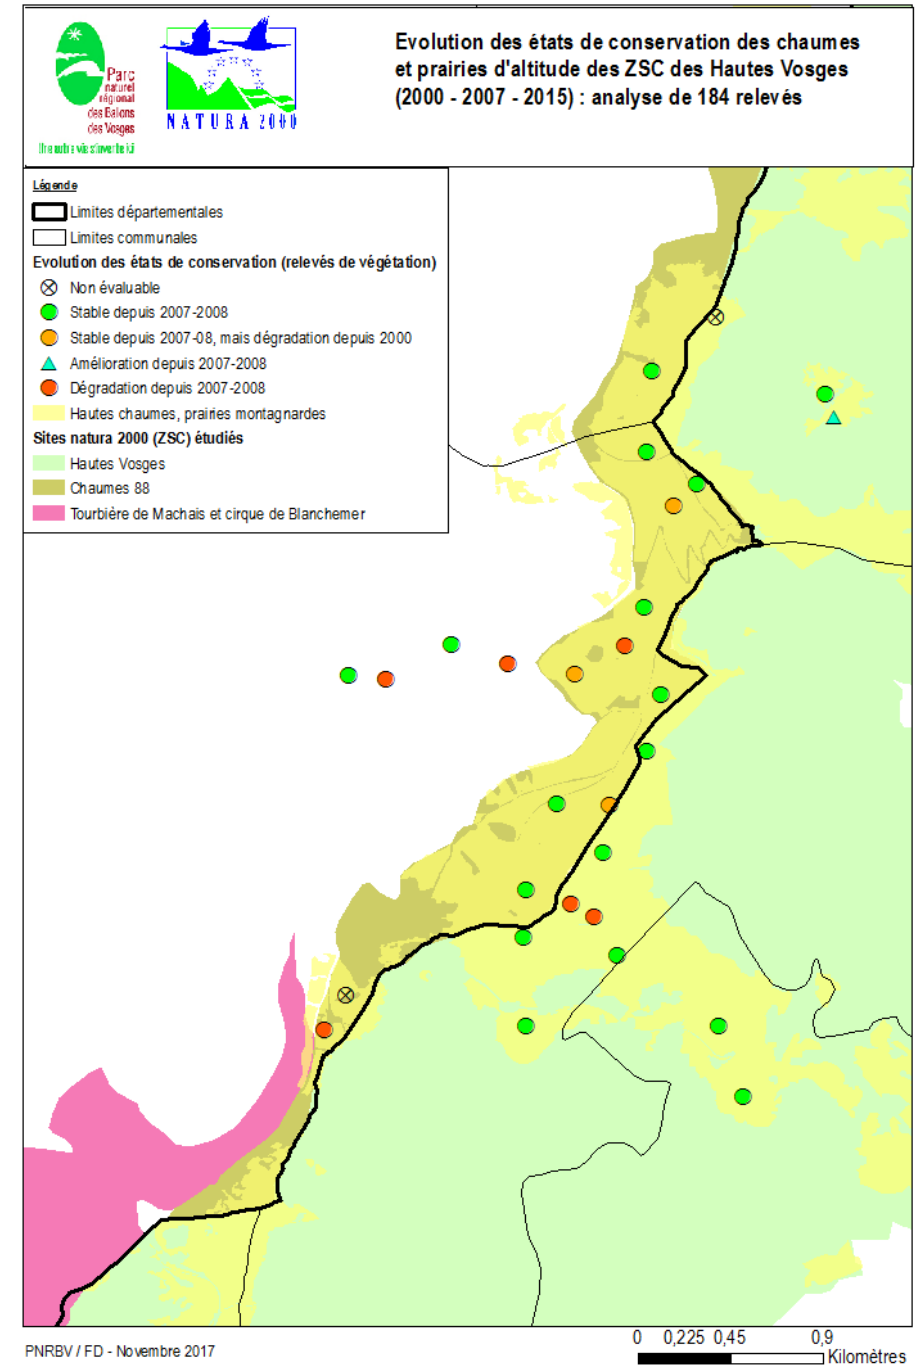 Parc
naturel
régional
des Ballons
des Vosges
Une autre vie s'invente ici
NATURA 2000
Evolution des états de conservation des chaumes
et prairies d'altitude des ZSC des Hautes Vosges
(2000 - 2007 - 2015) : analyse de 184 relevés
Légende
Limites départementales
Limites communales
Evolution des états de conservation (relevés de végétation)
Non évaluable
Stable depuis 2007-2008
Stable depuis 2007-08, mais dégradation depuis 2000
Amélioration depuis 2007-2008
Dégradation depuis 2007-2008
Hautes chaumes, prairies montagnardes
Sites natura 2000 (ZSC) étudiés
Hautes Vosges
Chaumes 88
Tourbière de Machais et cirque de Blanchemer
PNRBV / FD - Novembre 2017
0 0,225 0,45 0,9
Kilomètres